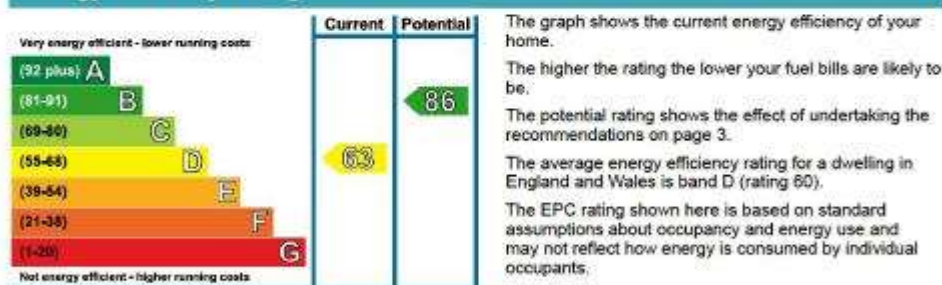 Current Potential
Very energy efficient - lower running costs
(92 plus) A
(81-91) B
(69-80) C
(55-68) D
(39-54) E
(21-38) F
(1-20) G
Not energy efficient - higher running costs
63
86
The graph shows the current energy efficiency of your
home.
The higher the rating the lower your fuel bills are likely to
be.
The potential rating shows the effect of undertaking the
recommendations on page 3.
The average energy efficiency rating for a dwelling in
England and Wales is band D (rating 60).
The EPC rating shown here is based on standard
assumptions about occupancy and energy use and
may not reflect how energy is consumed by individual
occupants.